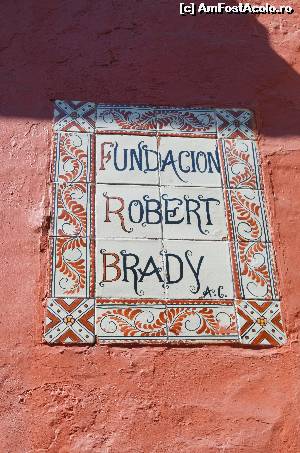 (c) AmFostAcolo.ro
FUNDACION
ROBERT
BRADY
A.C.